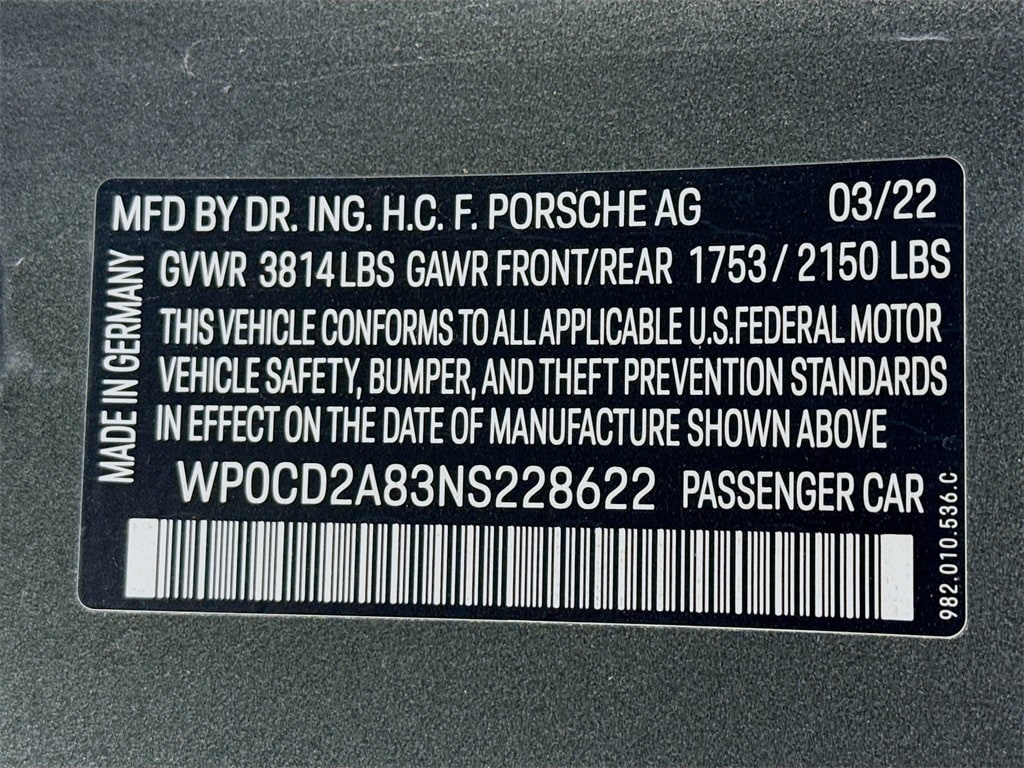 MFD BY DR. ING. H.C. F. PORSCHE AG 03/22
GVWR 3814 LBS GAWR FRONT/REAR 1753 / 2150 LBS
THIS VEHICLE CONFORMS TO ALL APPLICABLE U.S.FEDERAL MOTOR
VEHICLE SAFETY, BUMPER, AND THEFT PREVENTION STANDARDS
IN EFFECT ON THE DATE OF MANUFACTURE SHOWN ABOVE
WP0CD2A83NS228622 PASSENGER CAR
MADE IN GERMANY
982.010.536.C